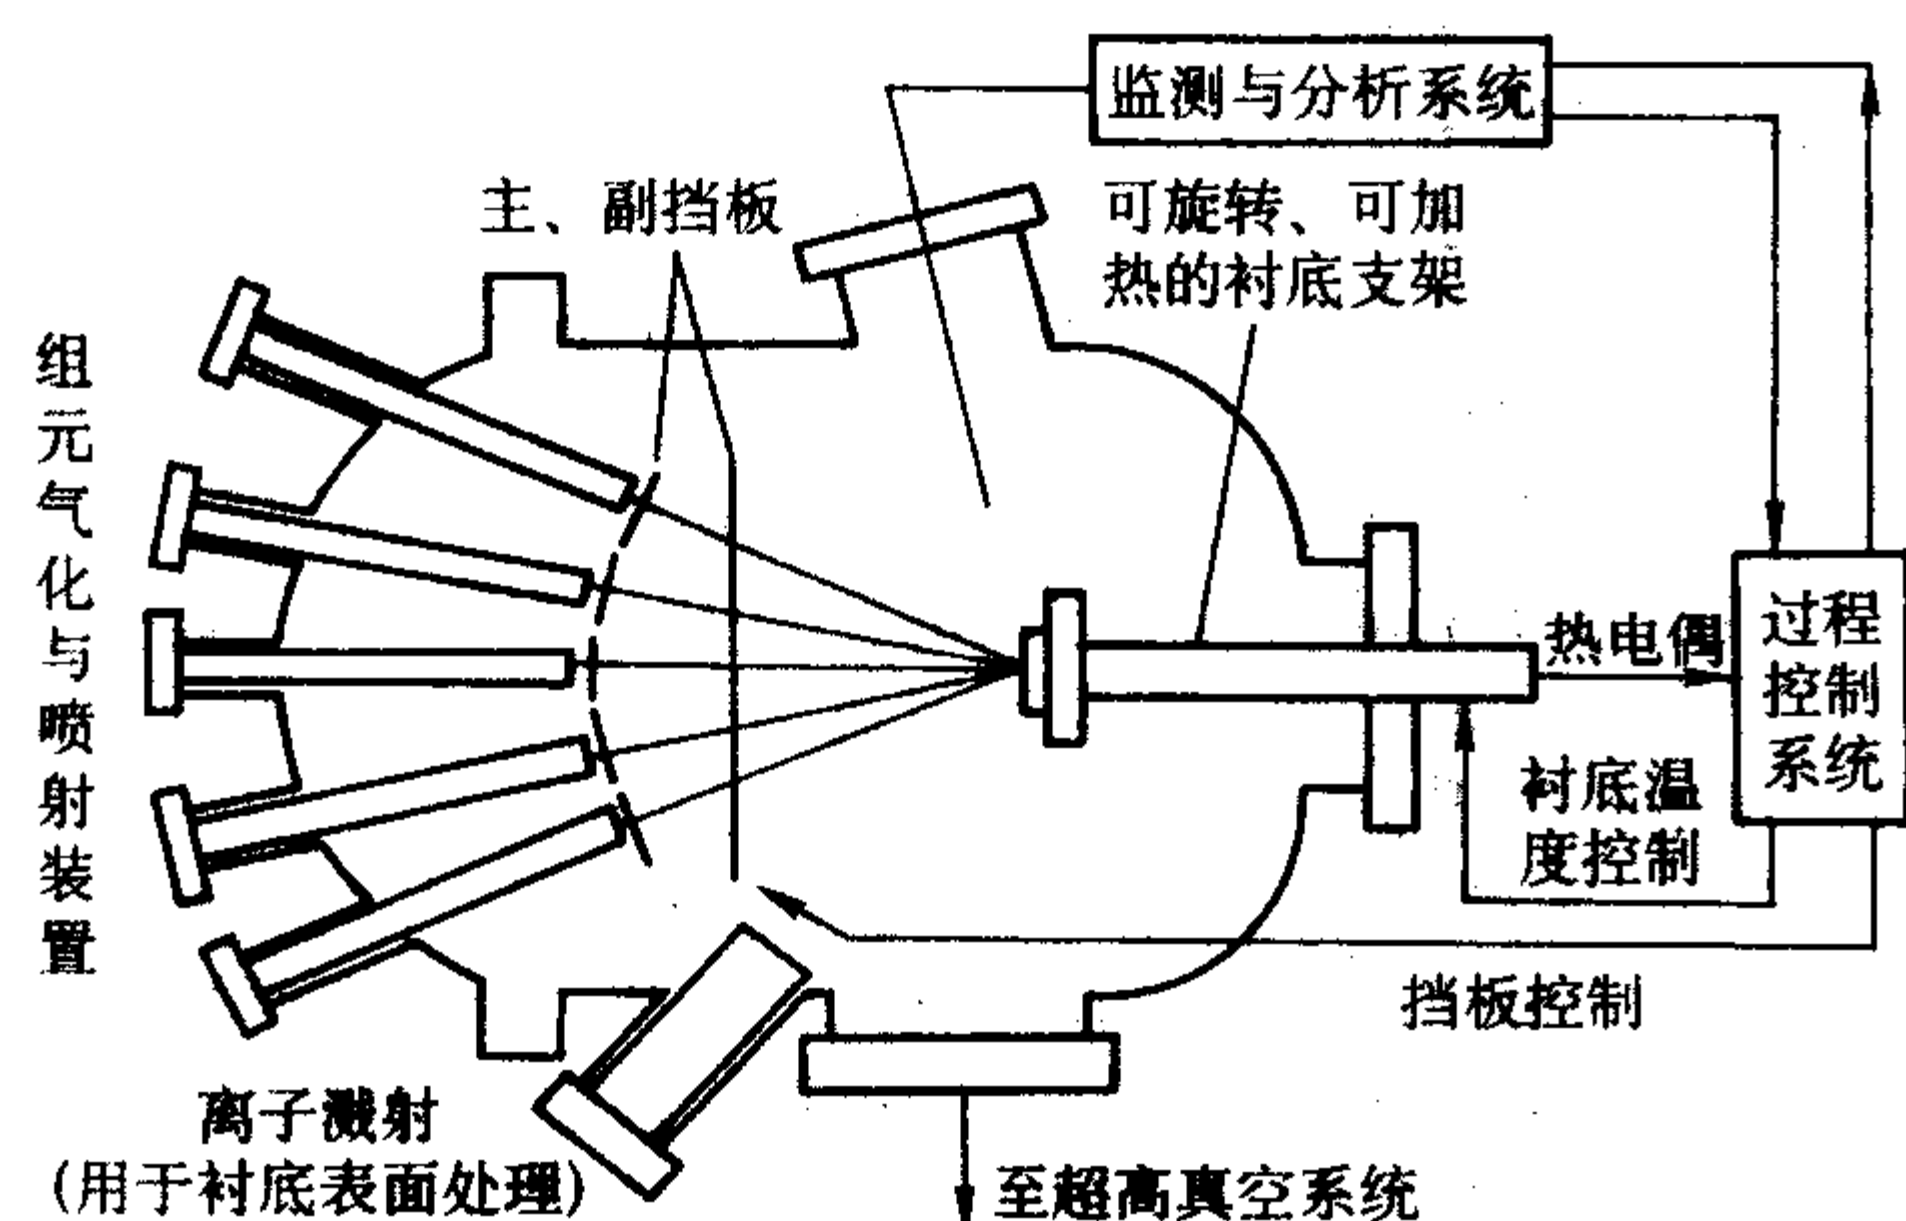 监测与分析系统
主、副挡板
可旋转、可加
热的衬底支架
组元气化与喷射装置
热电偶
过程
控制
系统
衬底温
度控制
挡板控制
离子溅射
(用于衬底表面处理)
至超高真空系统